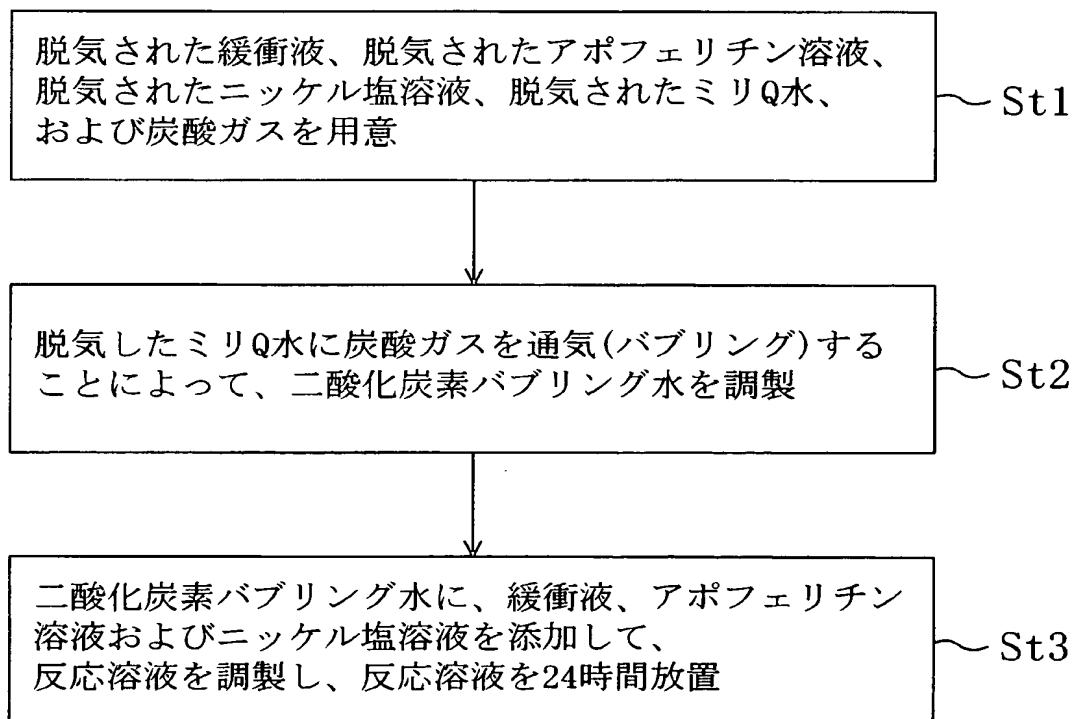 脱気された緩衝液、脱気されたアポフェリチン溶液、
脱気されたニッケル塩溶液、脱気されたミリQ水、
および炭酸ガスを用意
St1
脱気したミリQ水に炭酸ガスを通気(バブリング)する
ことによって、二酸化炭素バブリング水を調製
St2
二酸化炭素バブリング水に、緩衝液、アポフェリチン
溶液およびニッケル塩溶液を添加して、
反応溶液を調製し、反応溶液を24時間放置
St3